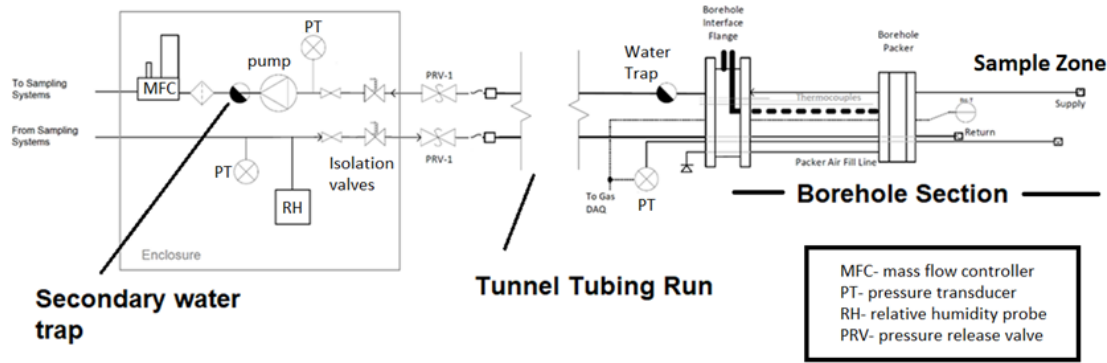 PT
pump
MFC
To Sampling
Systems
PRV-1
From Sampling
Systems
Isolation
valves
PRV-1
PT
RH
Enclosure
Secondary water
trap
Tunnel Tubing Run
Water
Trap
Borehole
Interface
Flange
Borehole
Packer
Sample Zone
Thermocouples
Supply
Return
Packer Air Fill Line
To Gas
DAQ
PT
Borehole Section
MFC- mass flow controller
PT- pressure transducer
RH- relative humidity probe
PRV- pressure release valve